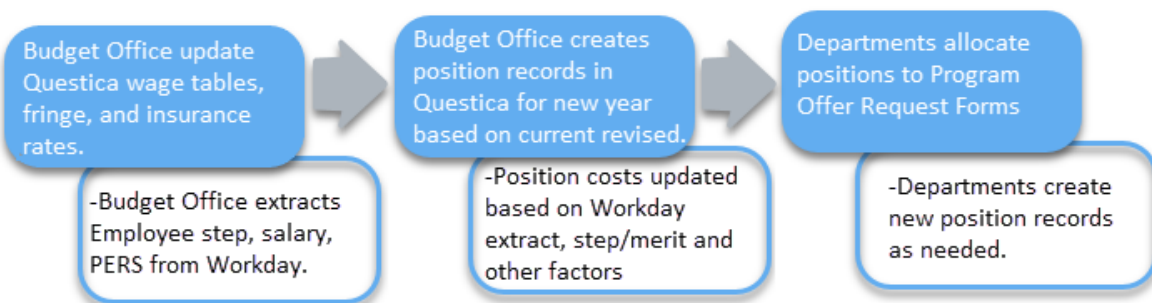 Budget Office update
Questica wage tables,
fringe, and insurance
rates.
-Budget Office extracts
Employee step, salary,
PERS from Workday.
Budget Office creates
position records in
Questica for new year
based on current revised.
-Position costs updated
based on Workday
extract, step/merit and
other factors
Departments allocate
positions to Program
Offer Request Forms
-Departments create
new position records
as needed.